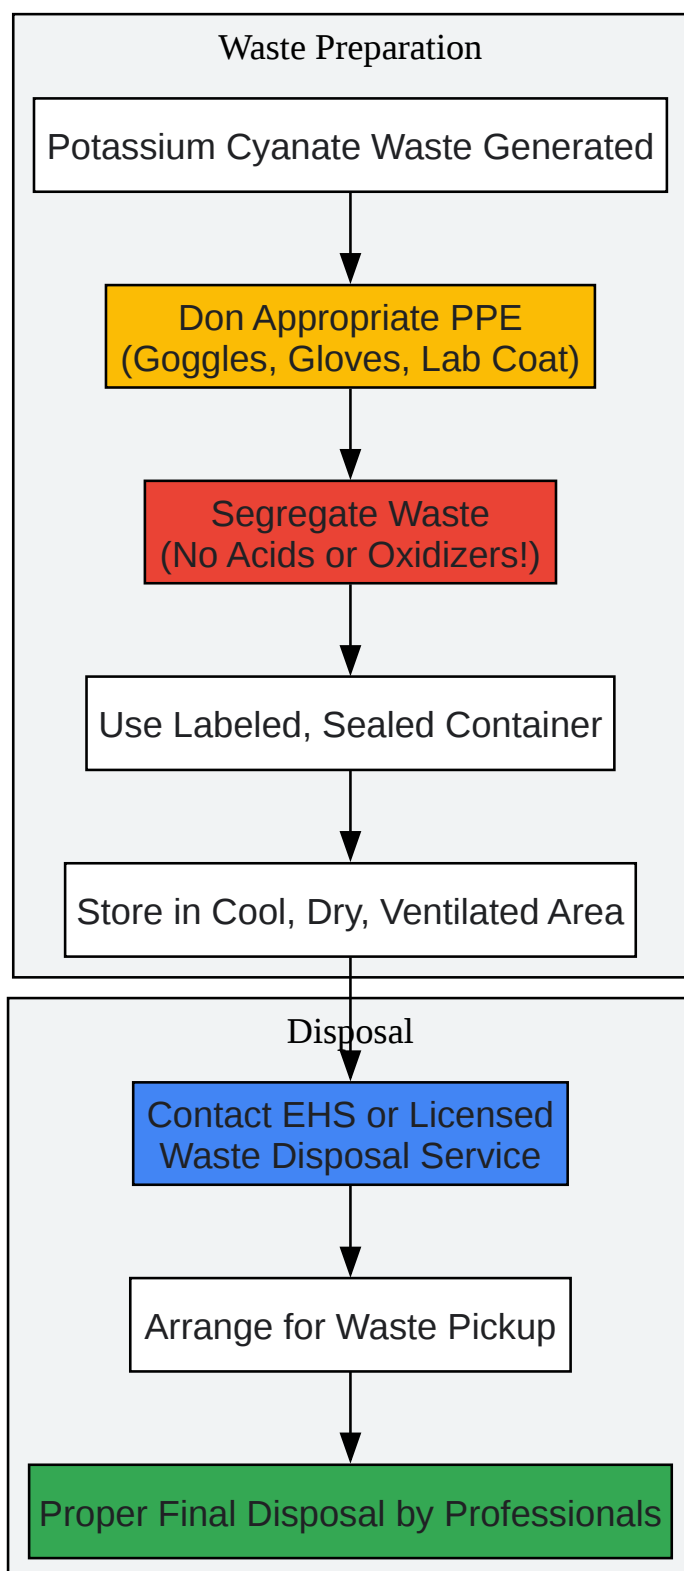 Waste Preparation
Potassium Cyanate Waste Generated
Don Appropriate PPE
(Goggles, Gloves, Lab Coat)
Segregate Waste
(No Acids or Oxidizers!)
Use Labeled, Sealed Container
Store in Cool, Dry, Ventilated Area
Disposal
Contact EHS or Licensed
Waste Disposal Service
Arrange for Waste Pickup
Proper Final Disposal by Professionals